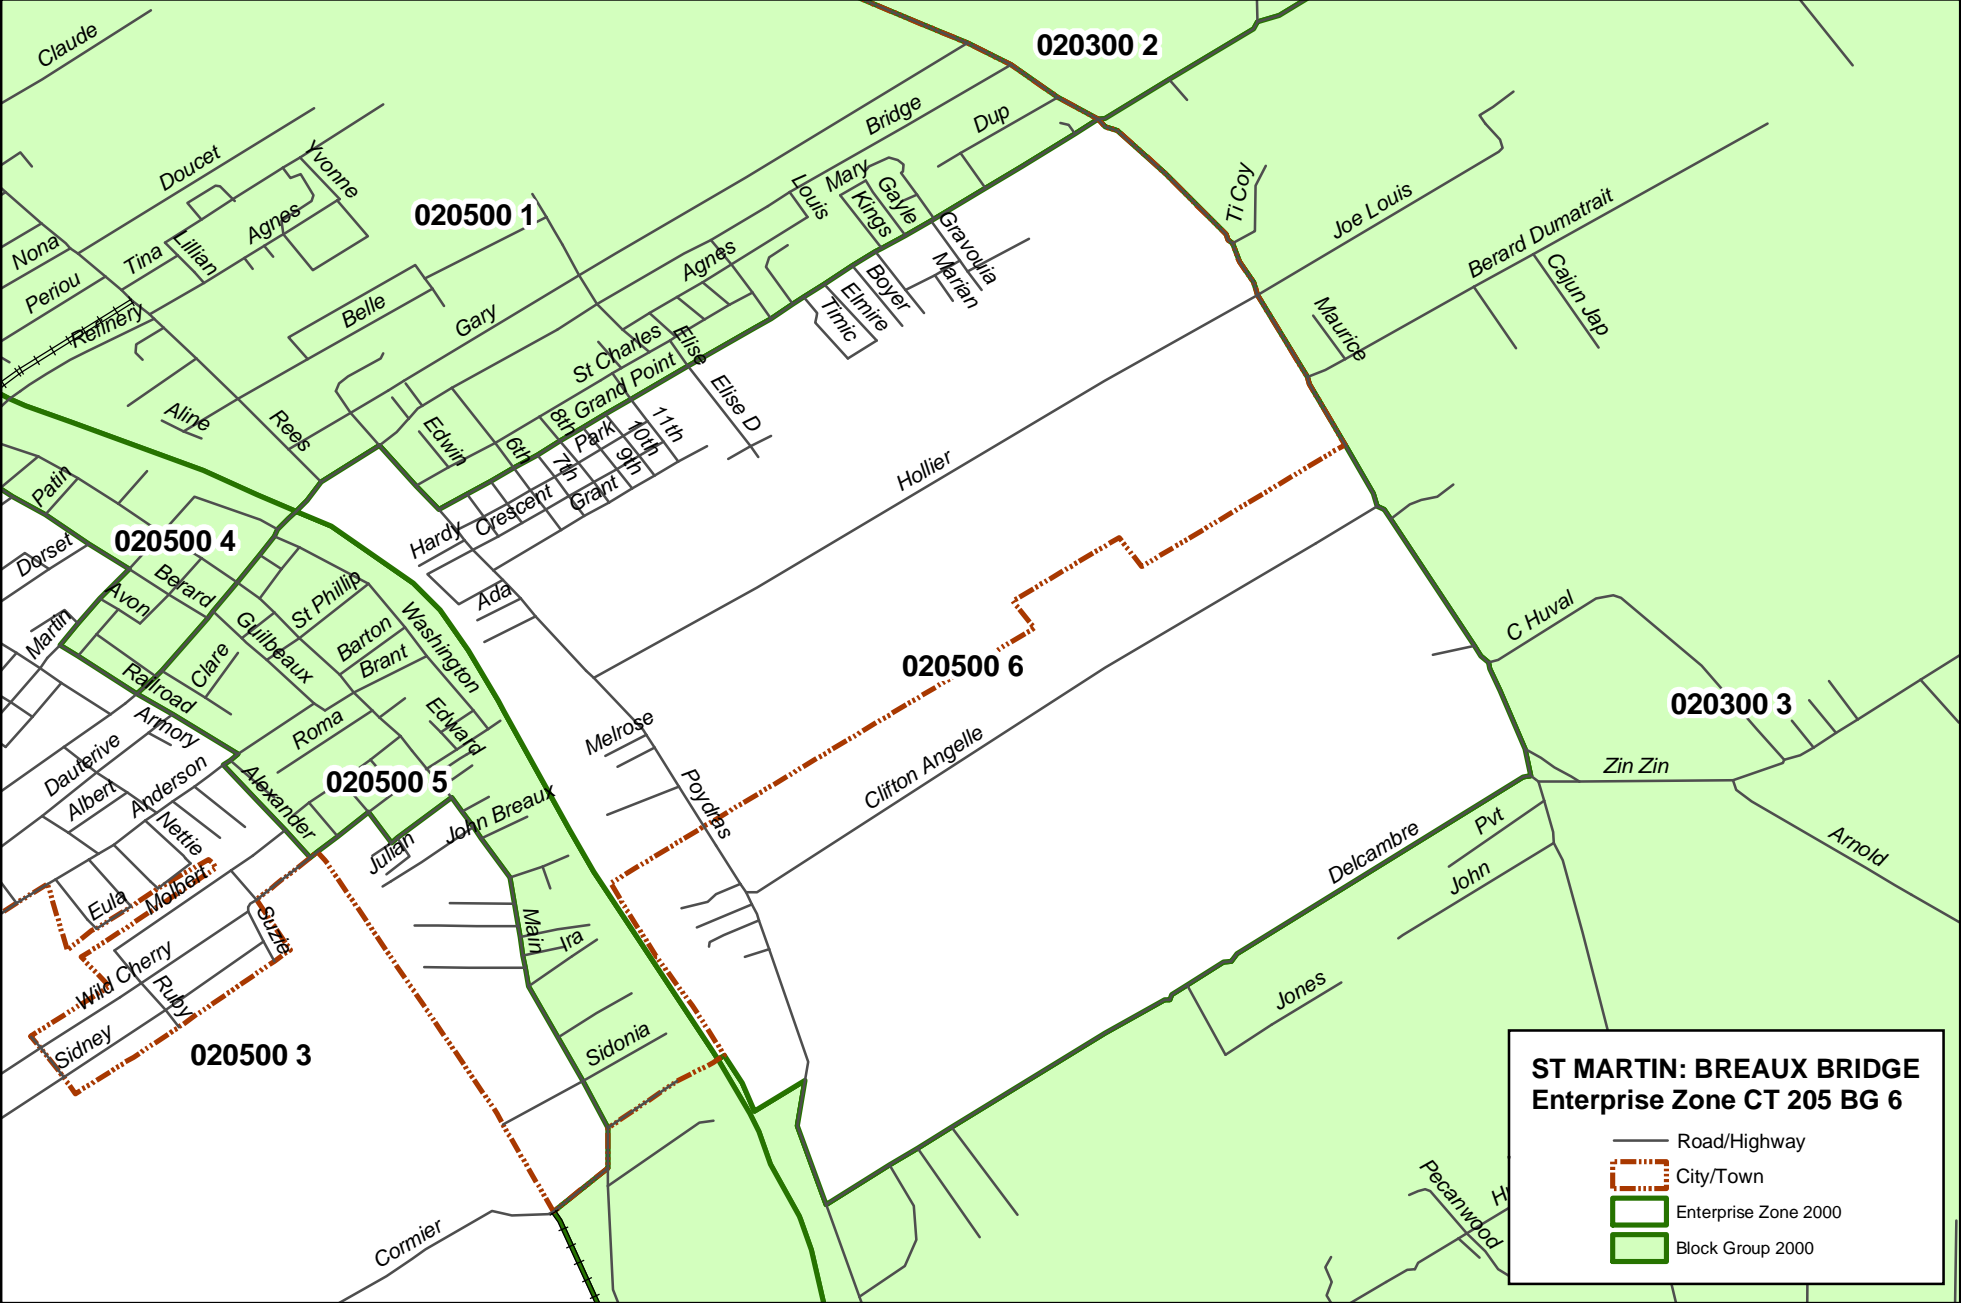 Claude
020300 2
Bridge
Dup
Doucet
Yvonne
Mary
Louis
Gayle
Kings
Ti Coy
Joe Louis
020500 1
Agnes
Nona
Tina
Lillian
Gravouia
Berard Dumatrait
Periou
Agnes
Marian
Boyer
Cajun Jap
Elmire
Timic
Belle
Gary
Refinery
Maurice
St Charles
Elise
Grand Point
Elise D
Aline
Rees
Edwin
8th
11th
Park
10th
6th
7th
9th
Hollier
Patin
Grant
Crescent
Hardy
020500 4
Dorset
Berard
St Phillip
Ada
Avon
Washington
C Huval
Martin
Guilbeaux
Barton
Clare
Brant
020500 6
Railroad
020300 3
Armory
Roma
Edward
Melrose
Dauterive
Zin Zin
Clifton Angelle
020500 5
Albert
Anderson
Alexander
Poydras
John Breaux
Pvt
Nettie
Julian
Delcambre
Arnold
John
Molbert
Eula
Suzie
Main
Ira
Wild Cherry
Ruby
Jones
Sidney
020500 3
Sidonia
Cormier
Pecanwood
ST MARTIN: BREAUX BRIDGE
Enterprise Zone CT 205 BG 6
Road/Highway
City/Town
Enterprise Zone 2000
Block Group 2000